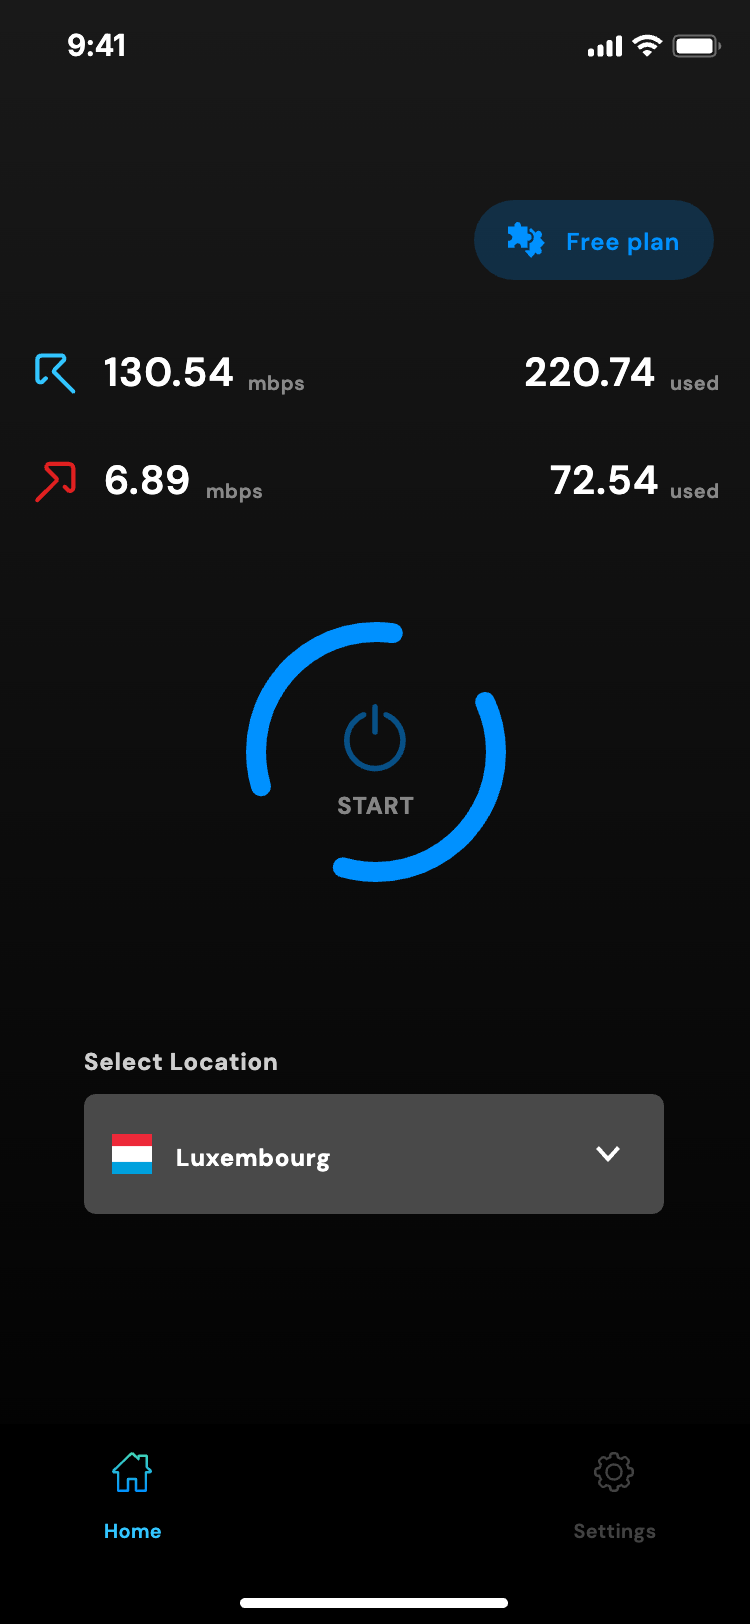 9:41
Free plan
130.54 mbps 220.74 used
6.89 mbps 72.54 used
START
Select Location
Luxembourg
Home Settings